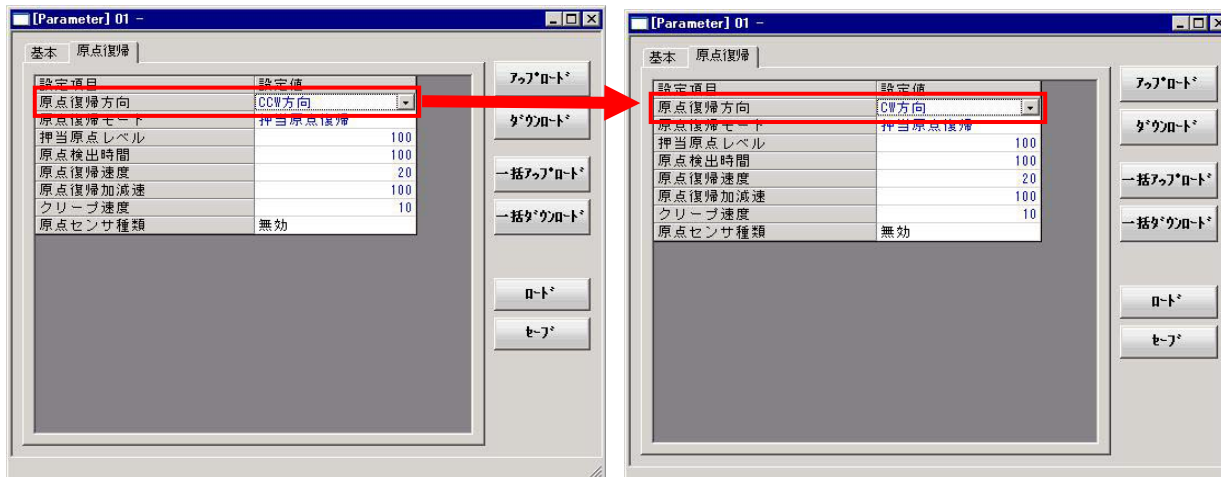 [Parameter] 01 –
基本 原点復帰
設定項目 設定値
原点復帰方向 CCW方向
原点復帰モード 押当原点復帰
押当原点レベル 100
原点検出時間 100
原点復帰速度 20
原点復帰加減速 100
クリープ速度 10
原点センサ種類 無効
ｱｯﾌﾟﾛｰﾄﾞ
ﾀﾞｳﾝﾛｰﾄﾞ
一括ｱｯﾌﾟﾛｰﾄﾞ
一括ﾀﾞｳﾝﾛｰﾄﾞ
ﾛｰﾄﾞ
ｾｰﾌﾞ
[Parameter] 01 –
基本 原点復帰
設定項目 設定値
原点復帰方向 CW方向
原点復帰モード 押当原点復帰
押当原点レベル 100
原点検出時間 100
原点復帰速度 20
原点復帰加減速 100
クリープ速度 10
原点センサ種類 無効
ｱｯﾌﾟﾛｰﾄﾞ
ﾀﾞｳﾝﾛｰﾄﾞ
一括ｱｯﾌﾟﾛｰﾄﾞ
一括ﾀﾞｳﾝﾛｰﾄﾞ
ﾛｰﾄﾞ
ｾｰﾌﾞ